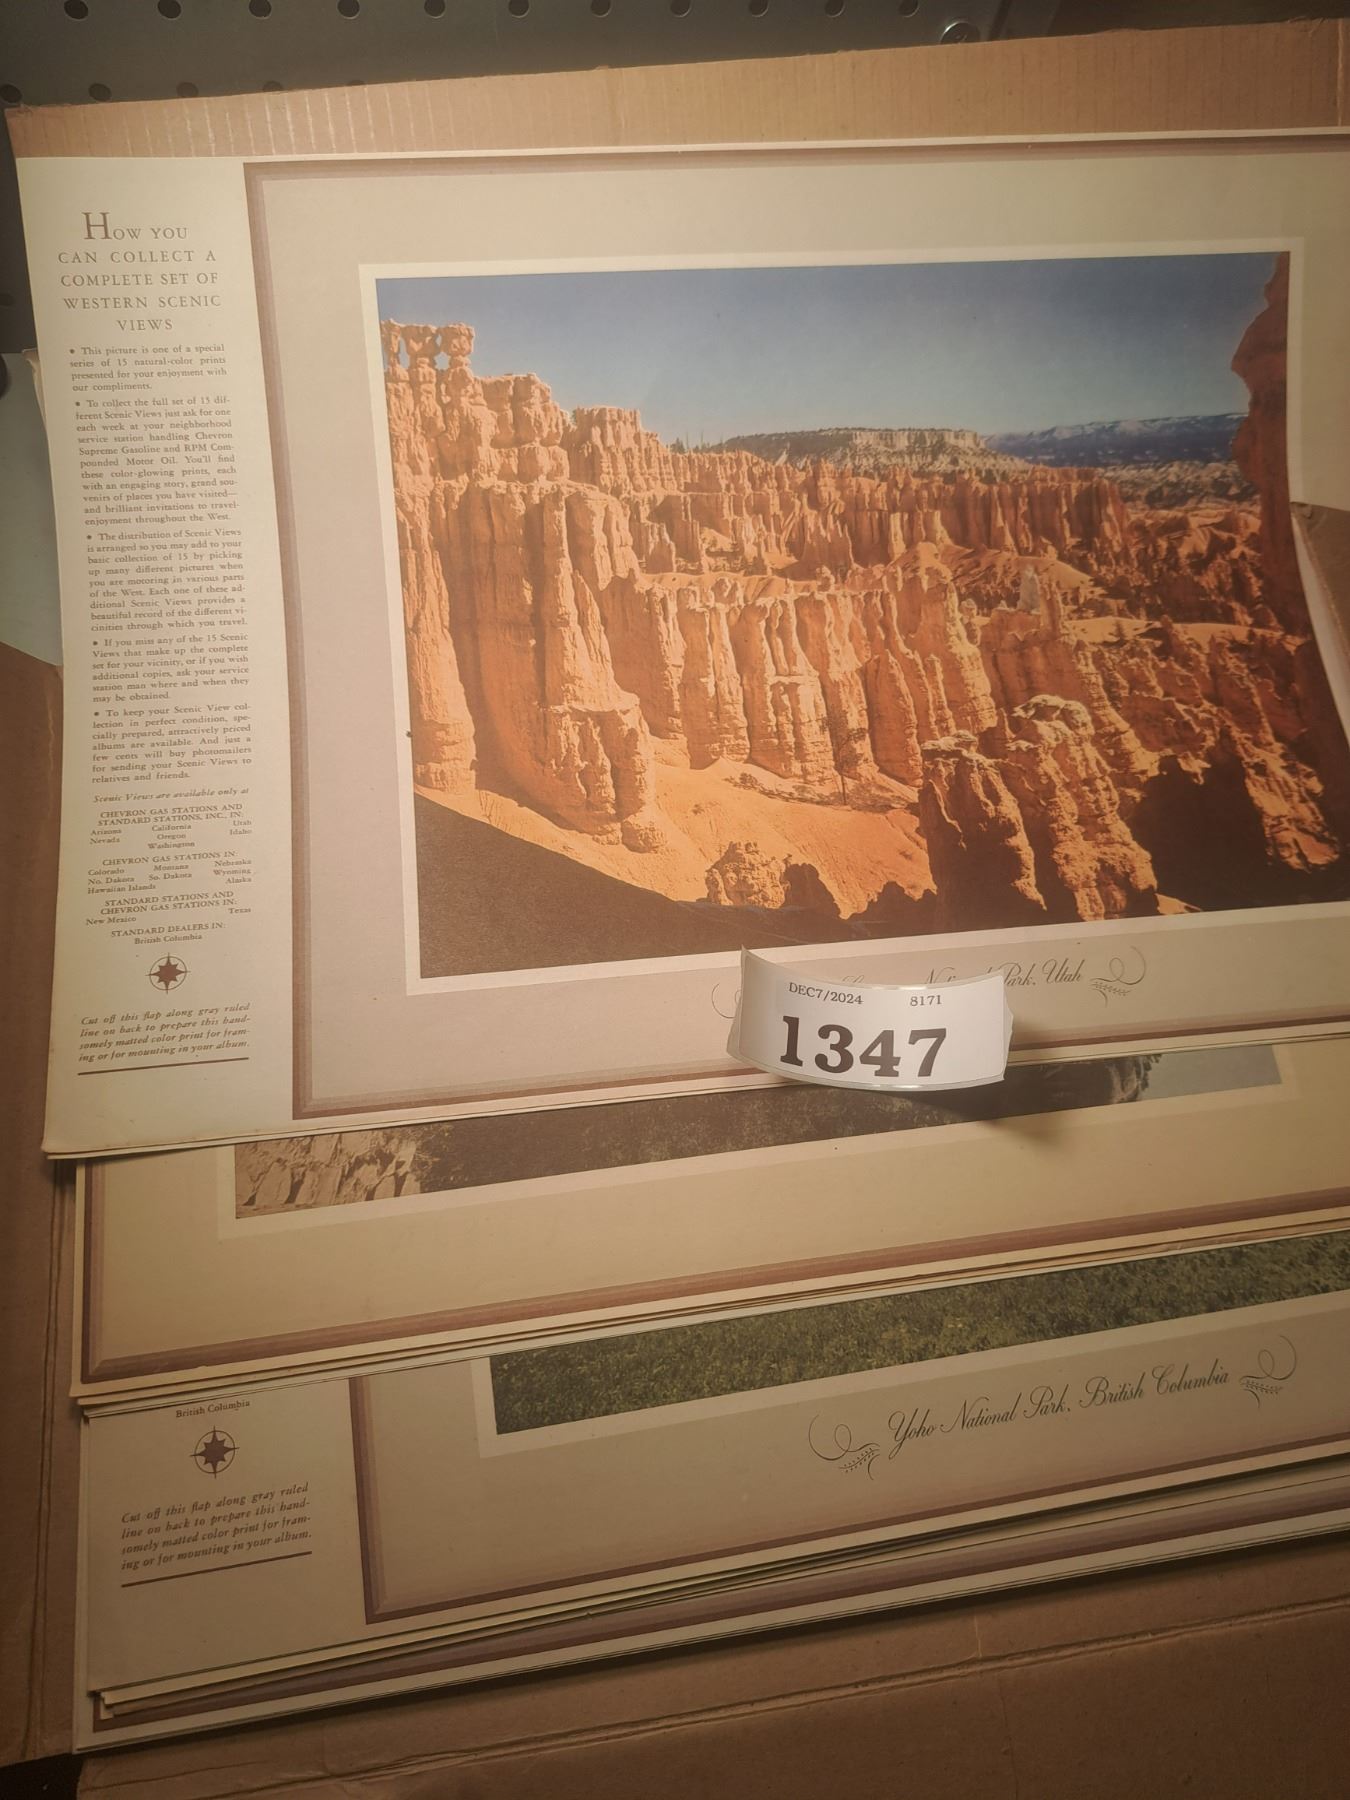 How you
can collect a
complete set of
Western Scenic
Views
• This picture is one of a special
series of 15 natural-color prints
presented for your enjoyment with
our compliments.
• To collect the full set of 15 dif-
ferent Scenic Views just ask for one
each week at your neighborhood
service station handling Chevron
Supreme Gasoline and RPM Com-
pounded Motor Oil. You'll find
these color-glowing prints, each
with an engaging story, grand sou-
venirs of places you have visited—
and brilliant invitations to travel-
enjoyment throughout the West.
• The distribution of Scenic Views
is arranged so you may add to your
basic collection of 15 by picking
up many different pictures when
you are motoring in various parts
of the West. Each one of these ad-
ditional Scenic Views provides a
beautiful record of the different vi-
cinities through which you travel.
• If you miss any of the 15 Scenic
Views that make up the complete
set for your vicinity, or if you wish
additional copies, ask your service
station man where and when they
may be obtained.
• To keep your Scenic View col-
lection in perfect condition, spe-
cially prepared, attractively priced
albums are available. And just a
few cents will buy photomailers
for sending your Scenic Views to
relatives and friends.
Scenic Views are available only at
CHEVRON GAS STATIONS AND
STANDARD STATIONS, INC., IN:
Arizona California Utah
Nevada Oregon Idaho
Washington
CHEVRON GAS STATIONS IN:
Colorado Montana Nebraska
No. Dakota So. Dakota Wyoming
Hawaiian Islands Alaska
STANDARD STATIONS AND
CHEVRON GAS STATIONS IN:
New Mexico Texas
STANDARD DEALERS IN:
British Columbia
Cut off this flap along gray ruled
line on back to prepare this hand-
somely matted color print for fram-
ing or for mounting in your album.
Park, Utah
DEC7/2024 8171
1347
British Columbia
Yoho National Park, British Columbia
Cut off this flap along gray ruled
line on back to prepare this hand-
somely matted color print for fram-
ing or for mounting in your album.